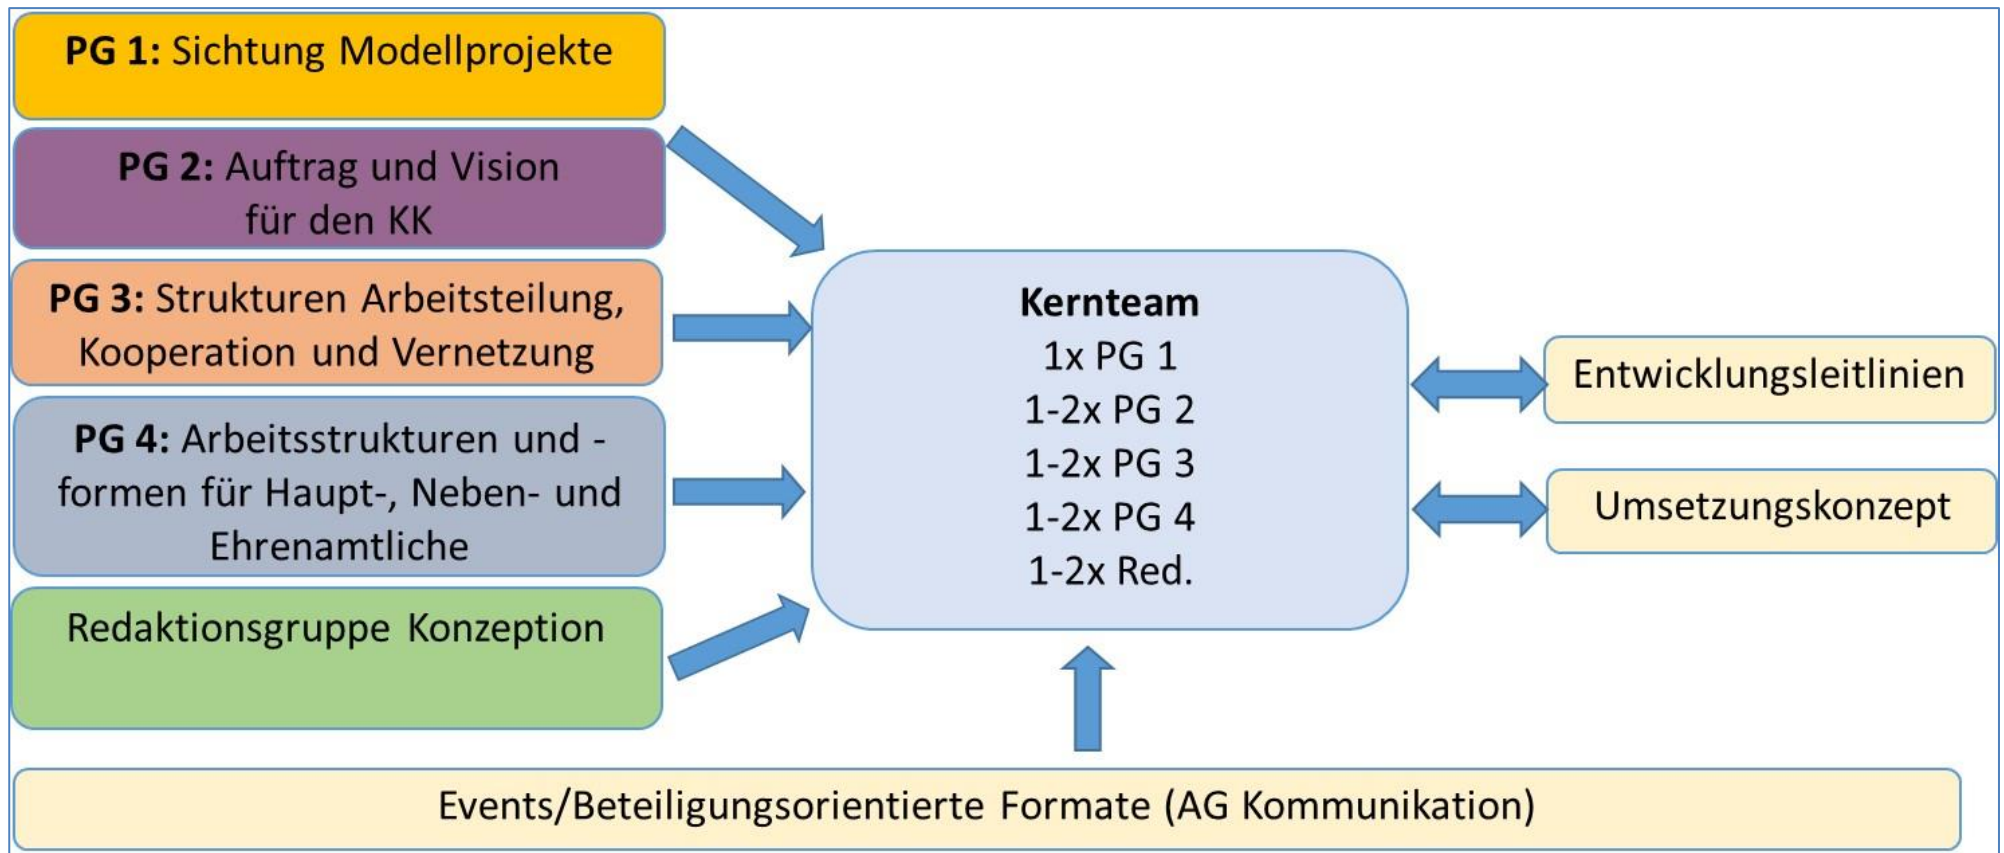 PG 1: Sichtung Modellprojekte
PG 2: Auftrag und Vision
für den KK
PG 3: Strukturen Arbeitsteilung,
Kooperation und Vernetzung
PG 4: Arbeitsstrukturen und -
formen für Haupt-, Neben- und
Ehrenamtliche
Redaktionsgruppe Konzeption
Kernteam
1x PG 1
1-2x PG 2
1-2x PG 3
1-2x PG 4
1-2x Red.
Entwicklungsleitlinien
Umsetzungskonzept
Events/Beteiligungsorientierte Formate (AG Kommunikation)